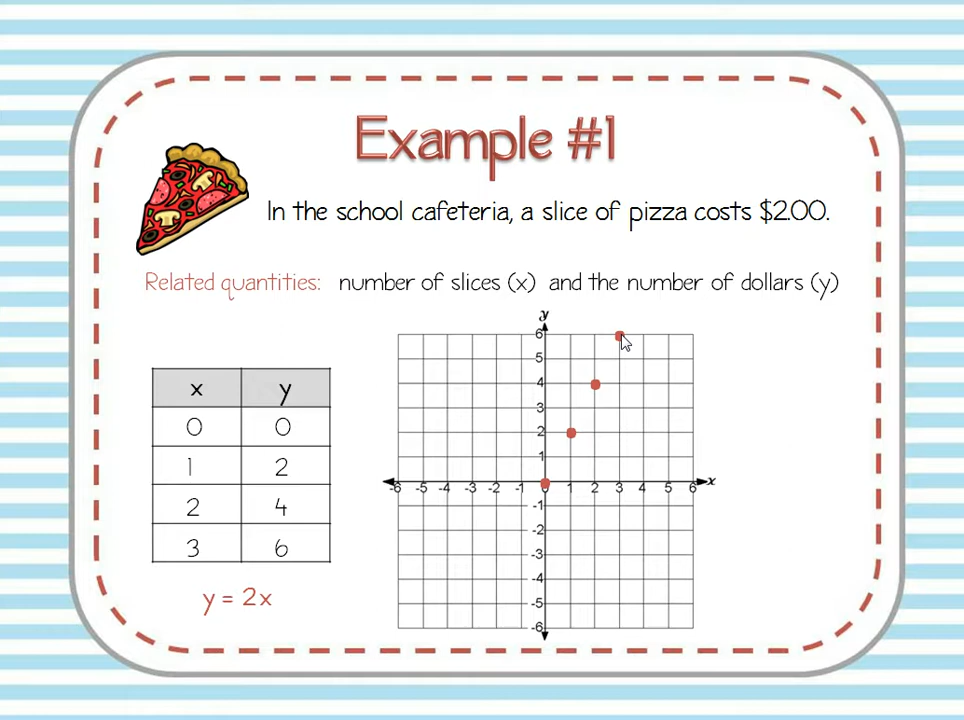 Example #1
In the school cafeteria, a slice of pizza costs $2.00.
Related quantities: number of slices (x) and the number of dollars (y)
x y
0 0
1 2
2 4
3 6
y = 2x
y
6
5
4
3
2
1
-6 -5 -4 -3 -2 -1 0 1 2 3 4 5 6 x
-1
-2
-3
-4
-5
-6